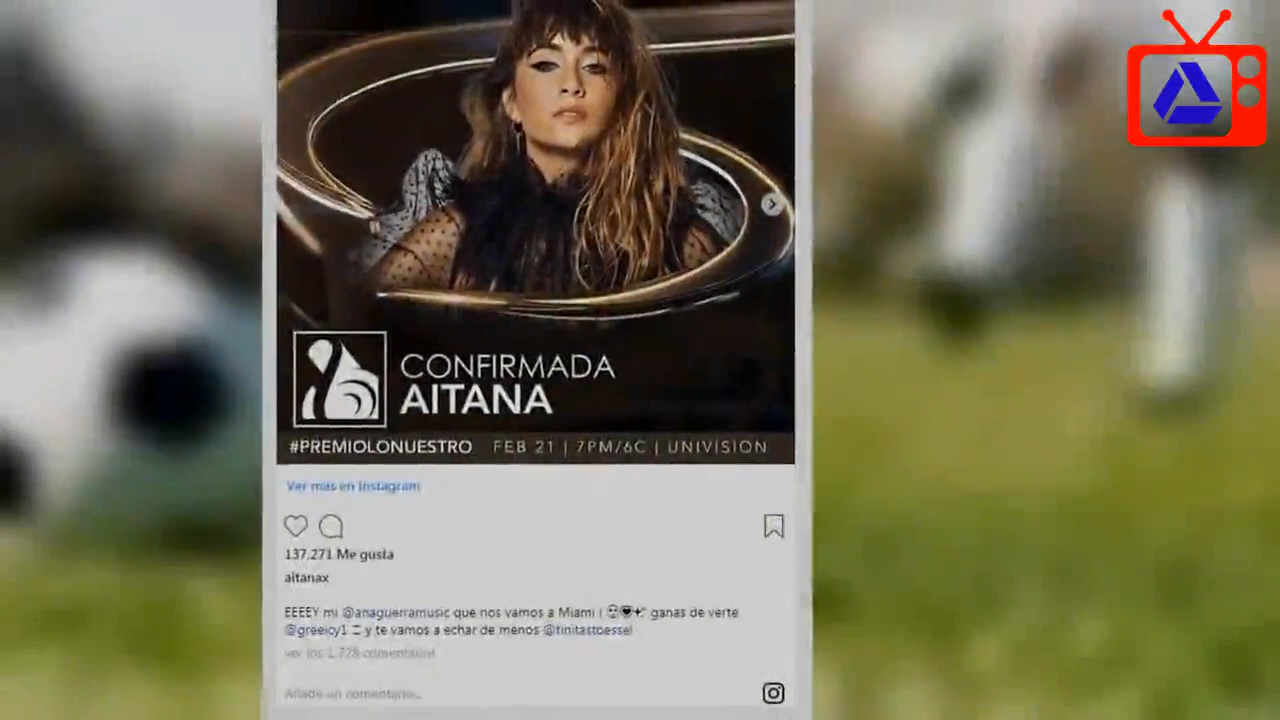 CONFIRMADA
AITANA
#PREMIOLONUESTRO FEB 21 | 7PM/6C | UNIVISION
Ver más en Instagram
137.271 Me gusta
aitanax
EEEEY mi @anaguerramusic que nos vamos a Miami ganas de verte
@greeicy1 y te vamos a echar de menos @tinitastoessel
ver los 1.728 comentarios
Añade un comentario...